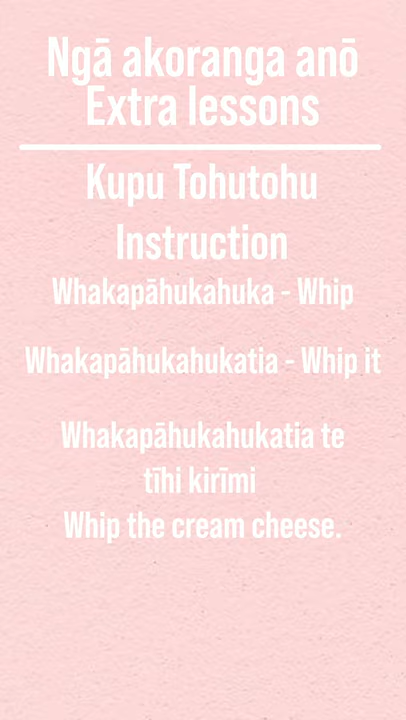 Ngā akoranga anō
Extra lessons
Kupu Tohutohu
Instruction
Whakapāhukahuka - Whip
Whakapāhukahukatia - Whip it
Whakapāhukahukatia te
tīhi kirīmi
Whip the cream cheese.